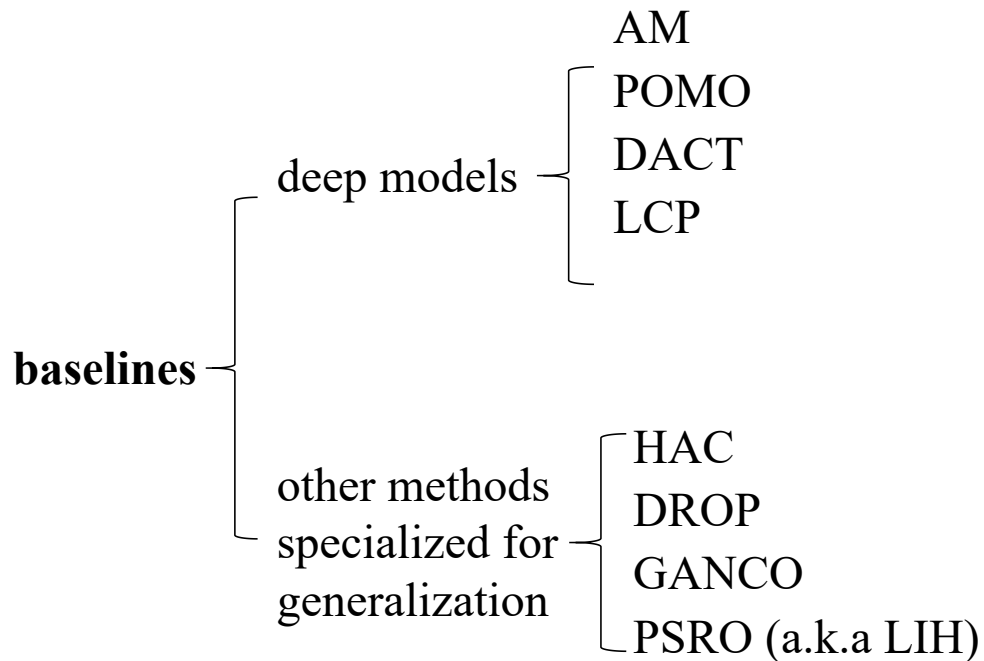 AM
POMO
DACT
LCP
deep models
baselines
HAC
DROP
GANCO
PSRO (a.k.a LIH)
other methods
specialized for
generalization